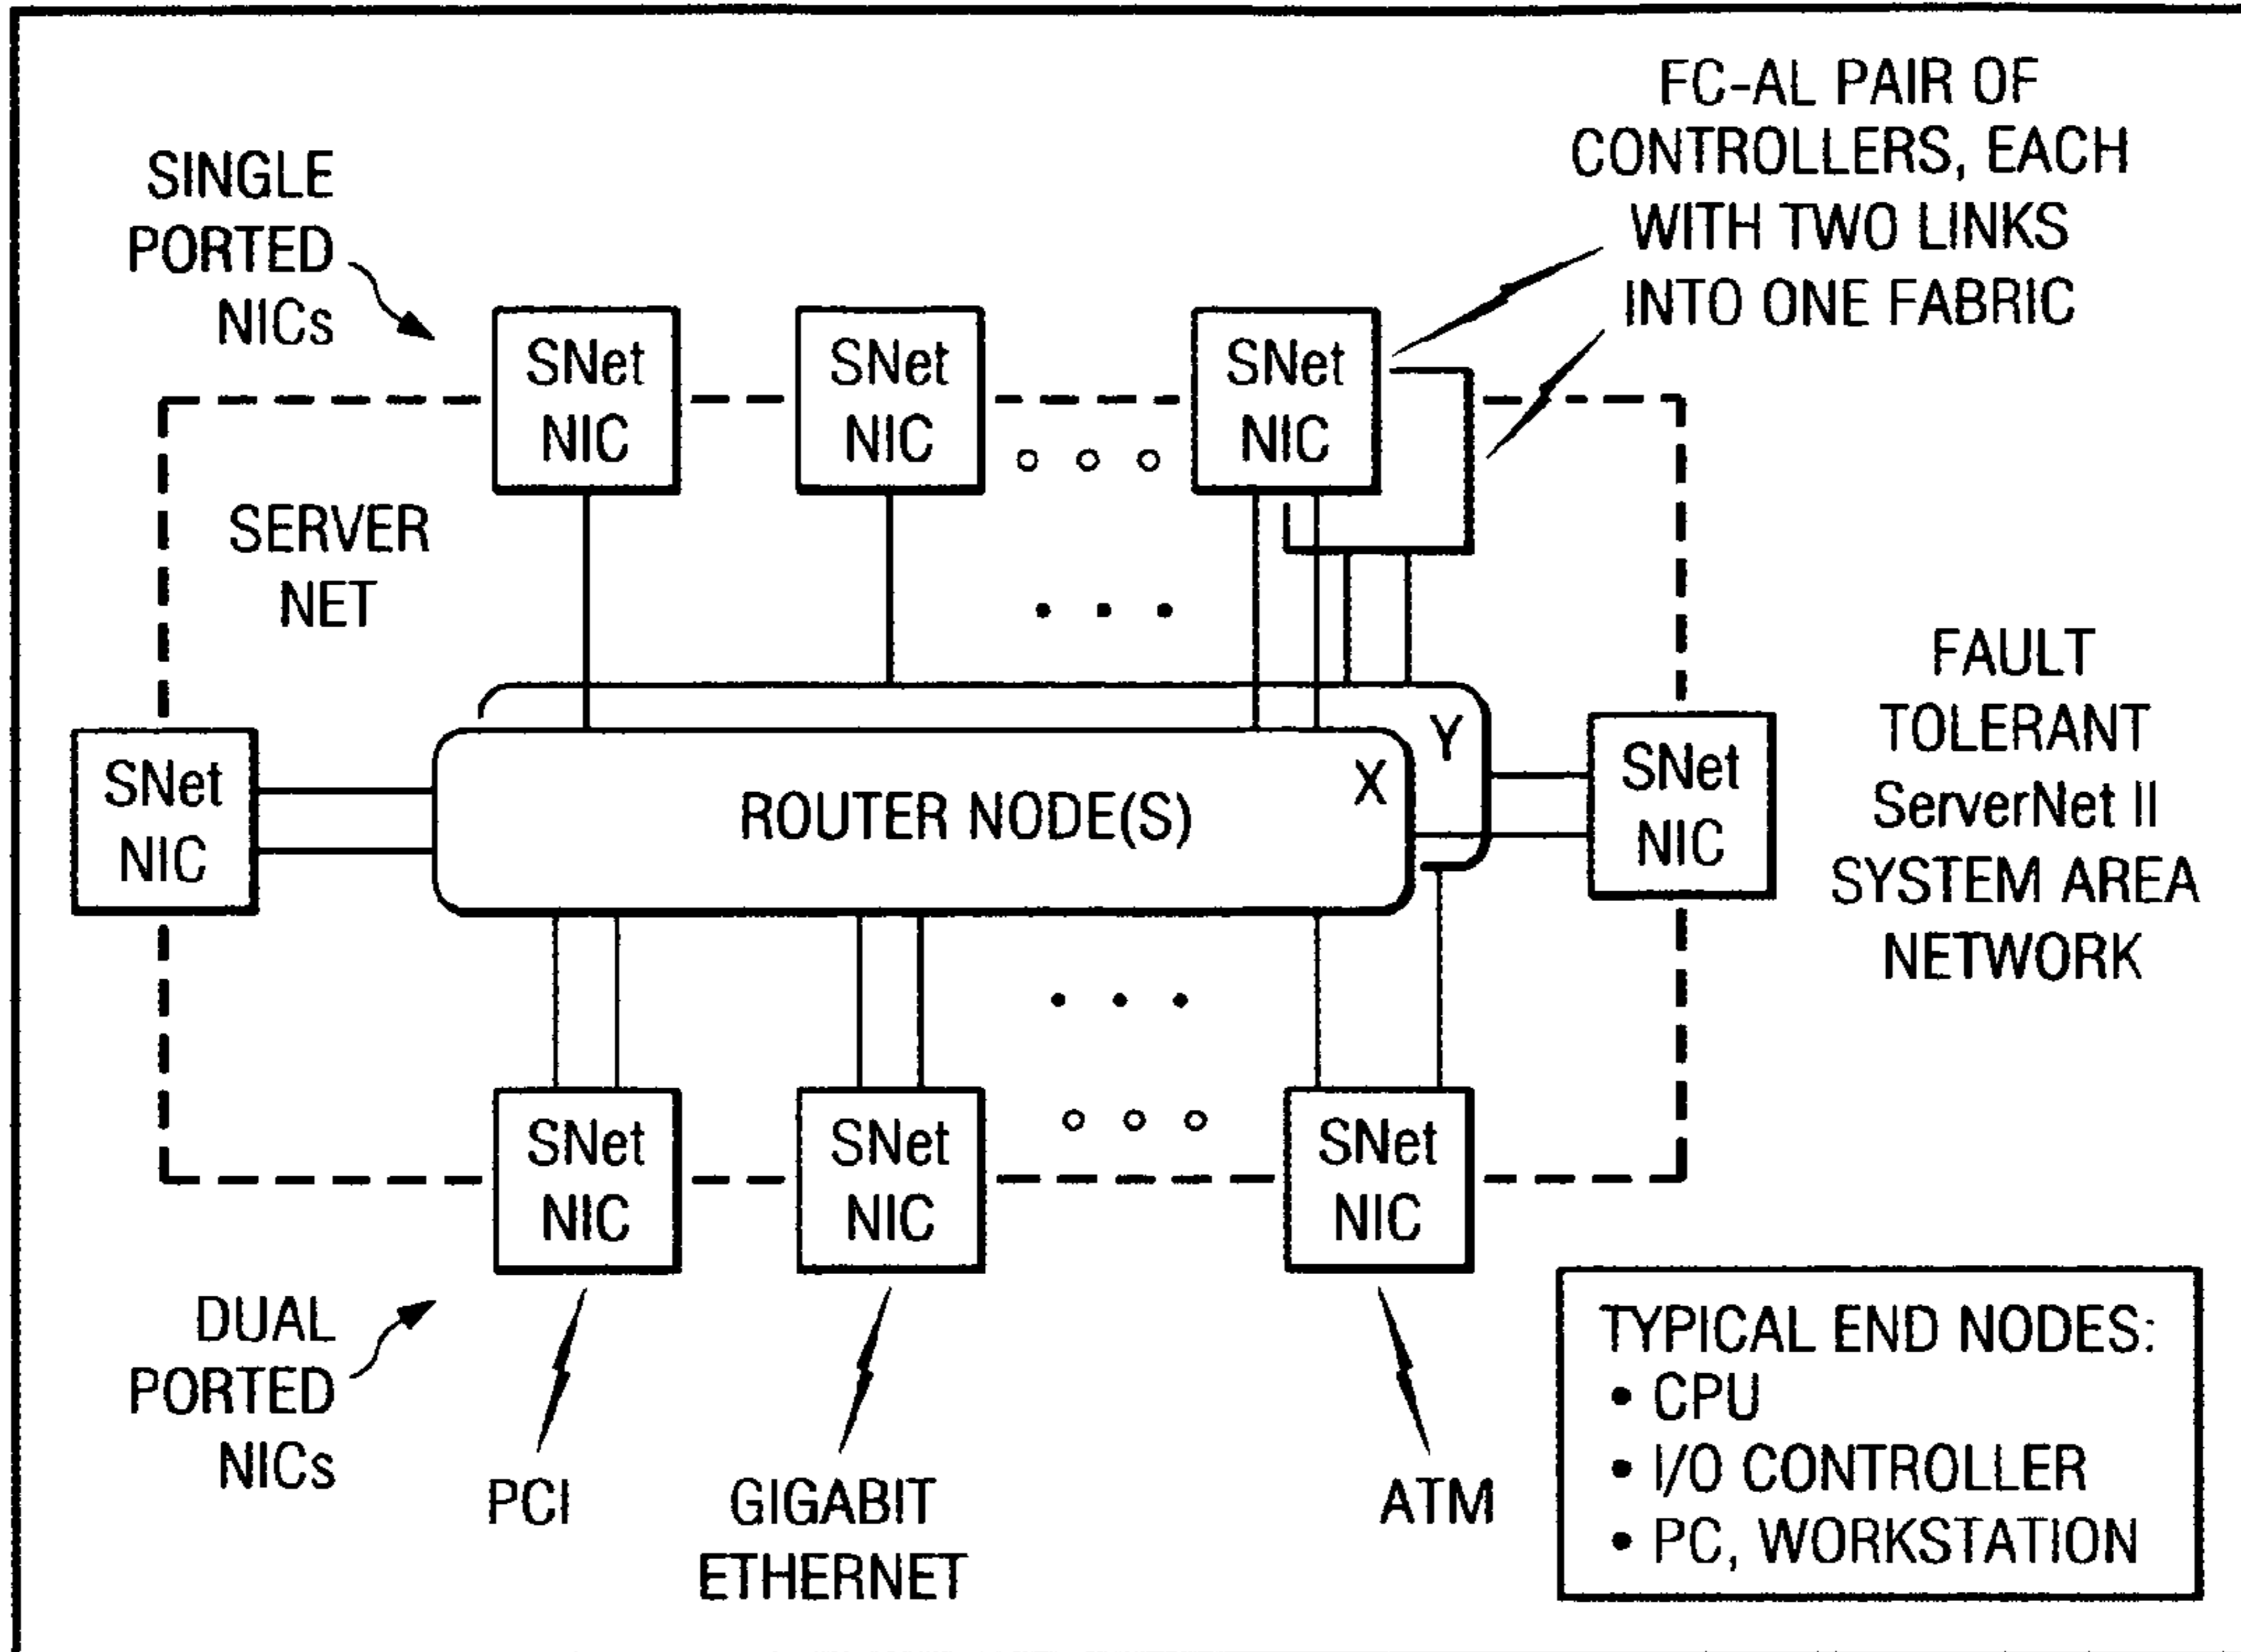 FC-AL PAIR OF
CONTROLLERS, EACH
WITH TWO LINKS
INTO ONE FABRIC
SINGLE
PORTED
NICs
SNet
NIC
SNet
NIC
SNet
NIC
SERVER
NET
FAULT
TOLERANT
ServerNet II
SYSTEM AREA
NETWORK
SNet
NIC
ROUTER NODE(S)
X
Y
SNet
NIC
SNet
NIC
SNet
NIC
SNet
NIC
DUAL
PORTED
NICs
PCI
GIGABIT
ETHERNET
ATM
TYPICAL END NODES:
• CPU
• I/O CONTROLLER
• PC, WORKSTATION